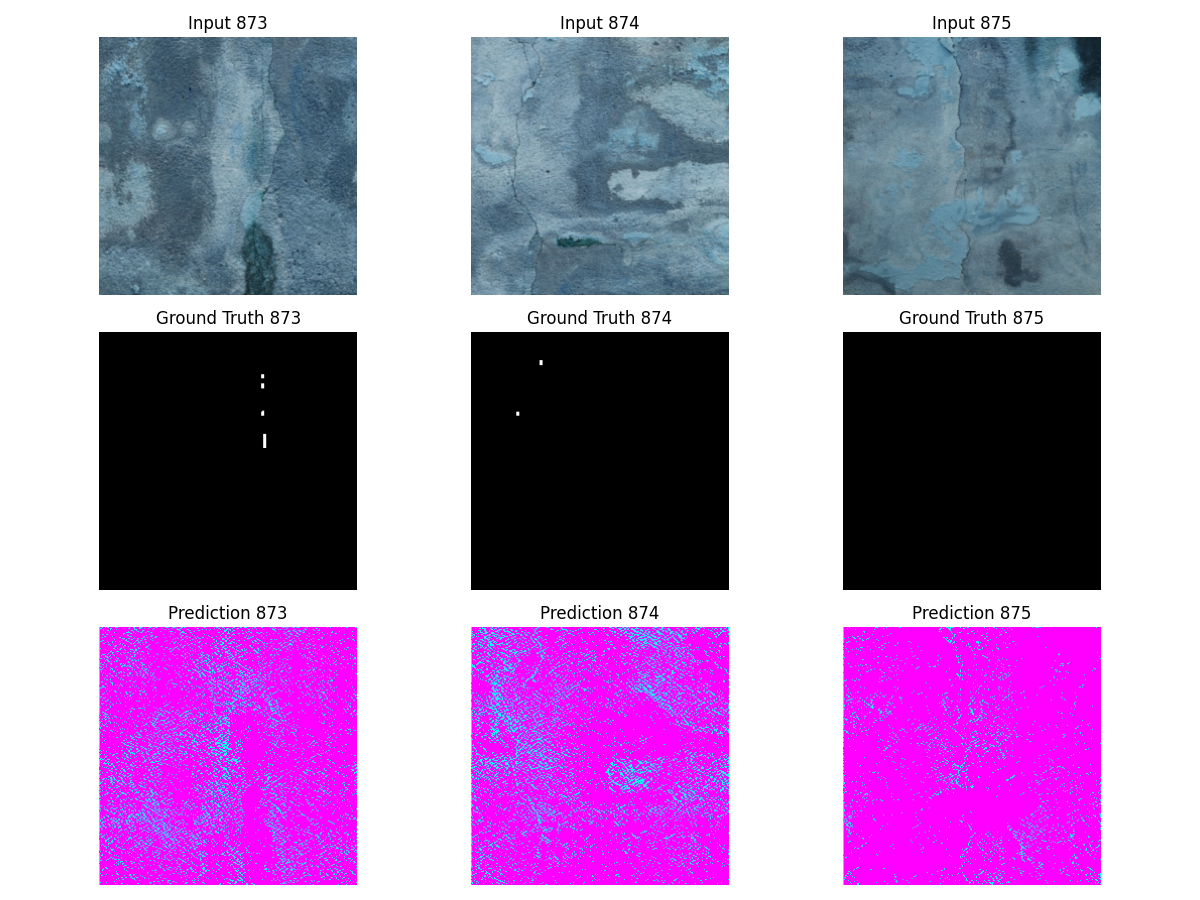 Input 873
Input 874
Input 875
Ground Truth 873
Ground Truth 874
Ground Truth 875
Prediction 873
Prediction 874
Prediction 875